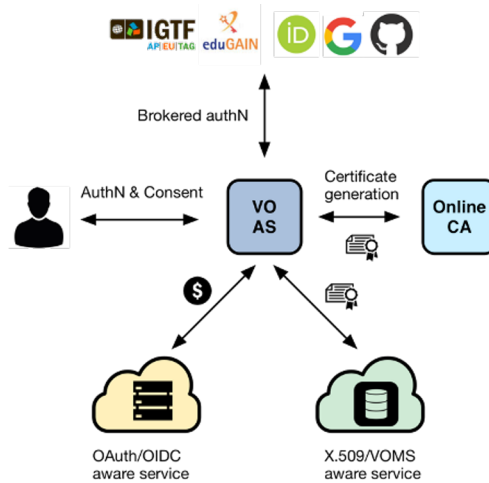 IGTF
AP|EU|TAG
eduGAIN
iD
G
Brokered authN
AuthN & Consent
VO
AS
Certificate
generation
Online
CA
$
OAuth/OIDC
aware service
X.509/VOMS
aware service